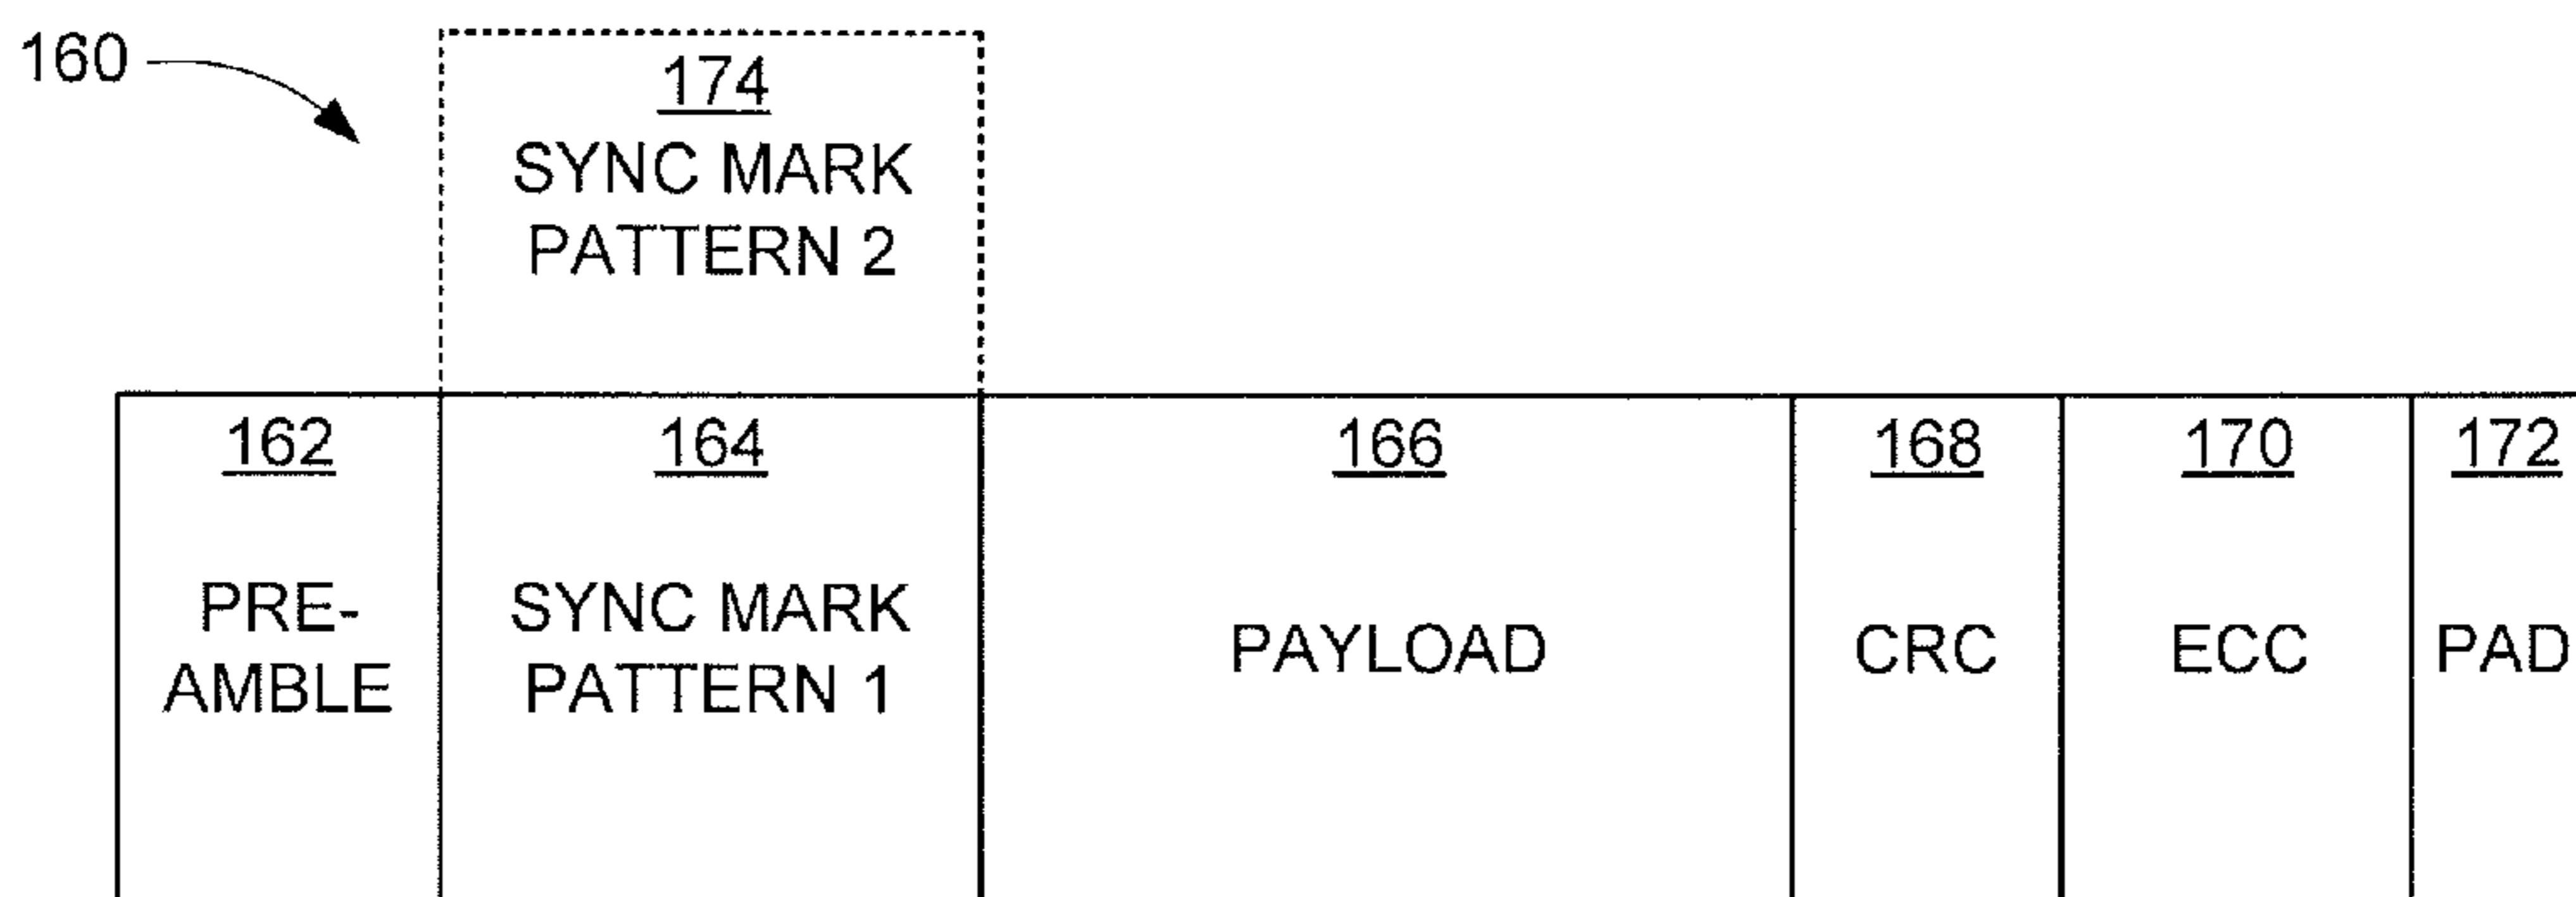 160
174
SYNC MARK
PATTERN 2
162
PRE-
AMBLE
164
SYNC MARK
PATTERN 1
166
PAYLOAD
168
CRC
170
ECC
172
PAD